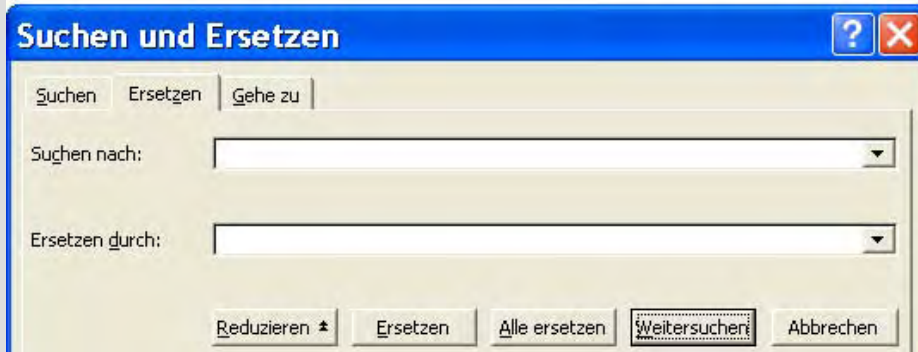 Suchen und Ersetzen
Suchen Ersetzen Gehe zu
Suchen nach:
Ersetzen durch:
Reduzieren Ersetzen Alle ersetzen Weitersuchen Abbrechen